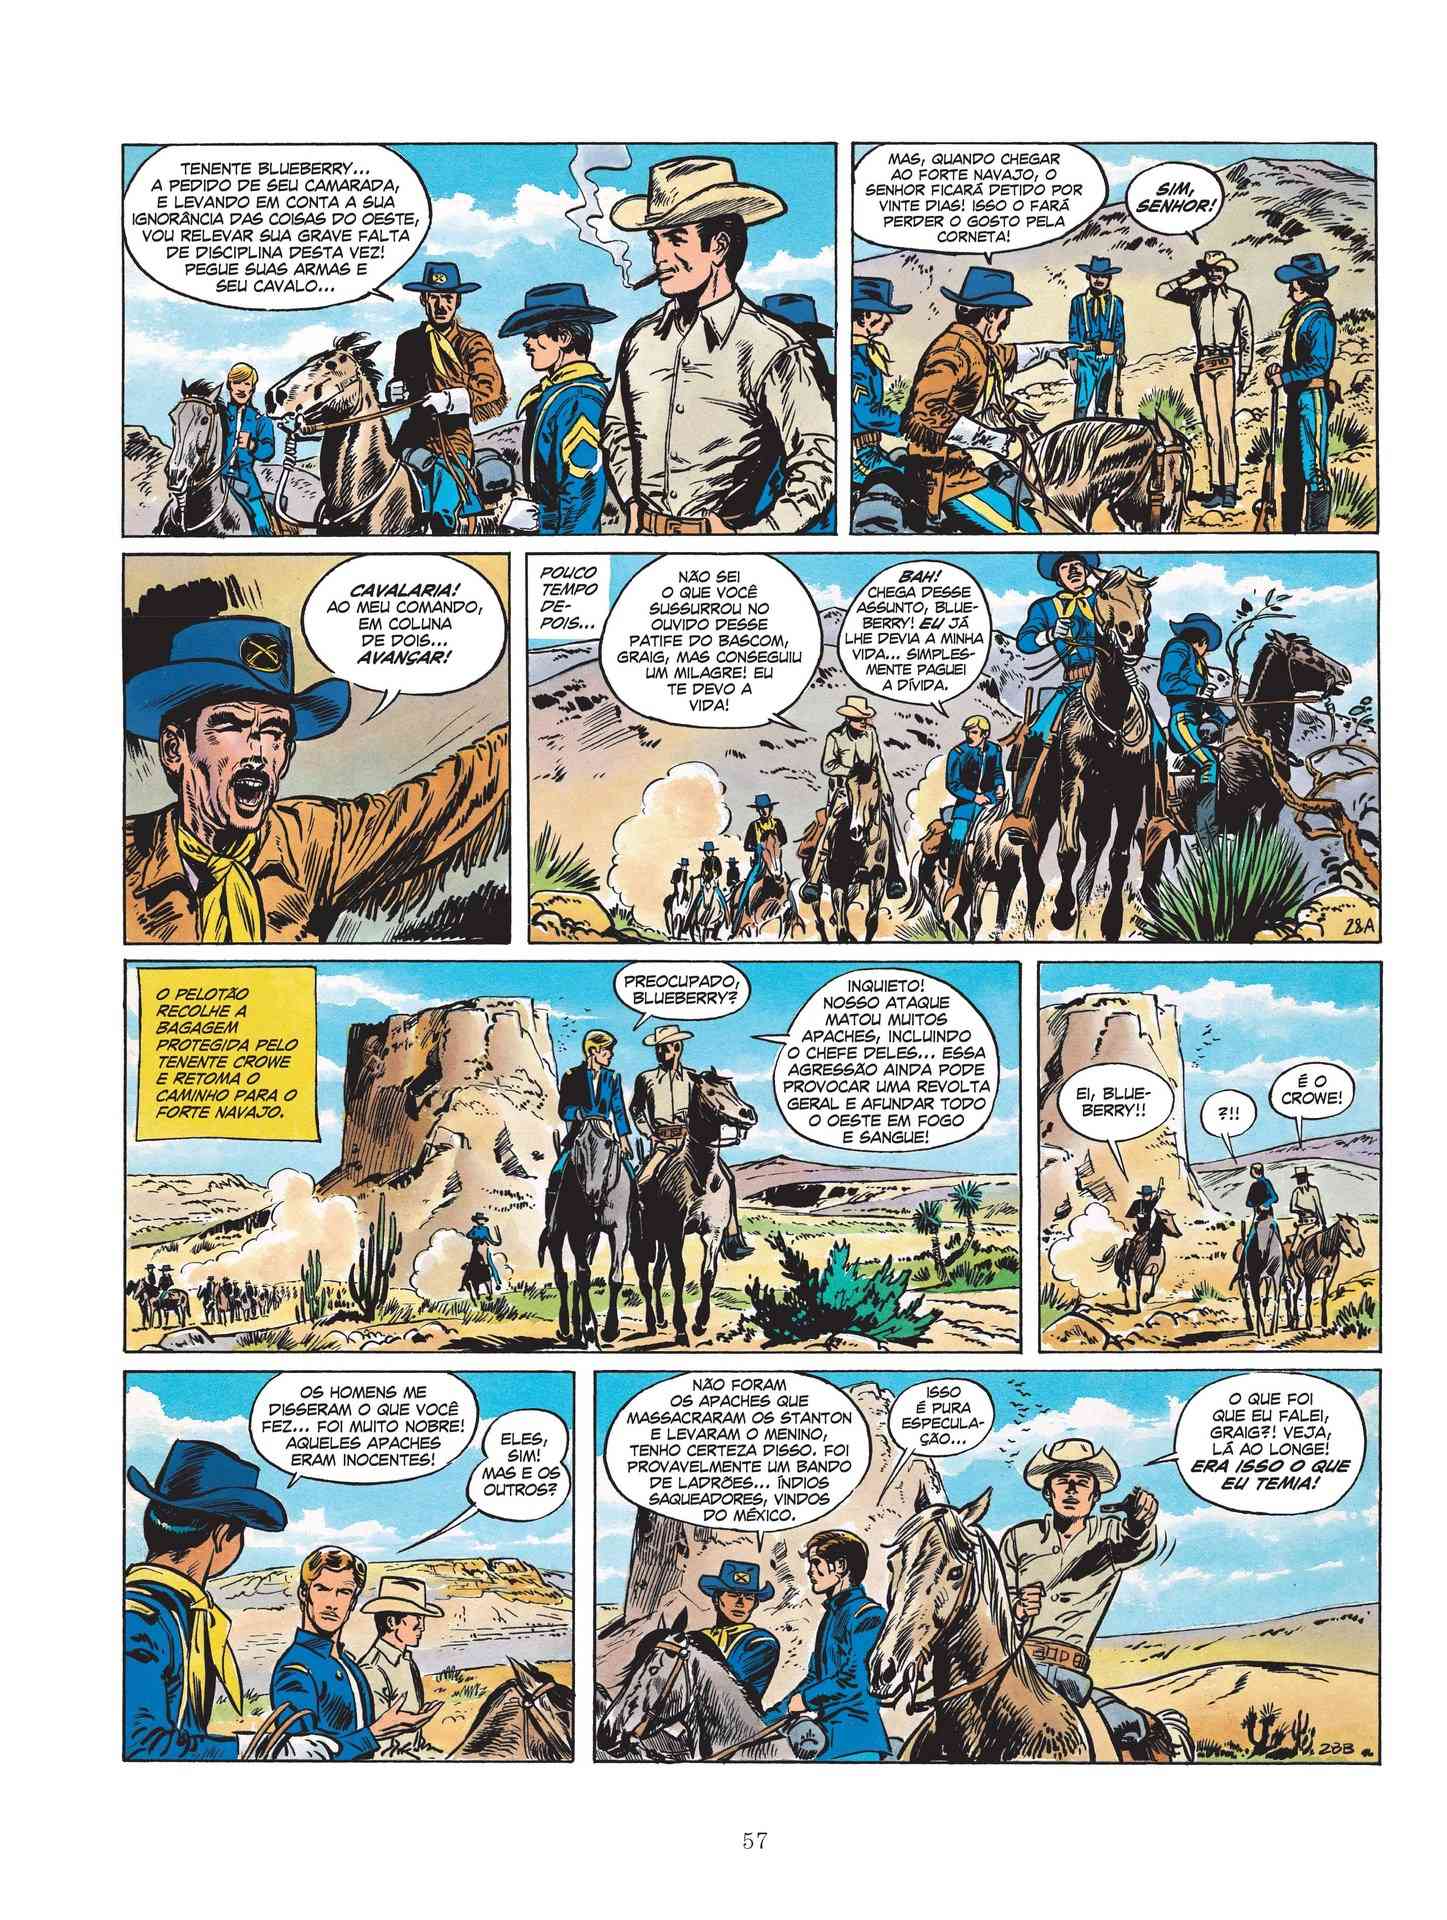 TENENTE BLUEBERRY...
A PEDIDO DE SEU CAMARADA,
E LEVANDO EM CONTA A SUA
IGNORÂNCIA DAS COISAS DO OESTE,
VOU RELEVAR SUA GRAVE FALTA
DE DISCIPLINA DESTA VEZ!
PEGUE SUAS ARMAS E
SEU CAVALO...
MAS, QUANDO CHEGAR
AO FORTE NAVAJO, O
SENHOR FICARÁ DETIDO POR
VINTE DIAS! ISSO O FARÁ
PERDER O GOSTO PELA
CORNETA!
SIM,
SENHOR!
CAVALARIA!
AO MEU COMANDO,
EM COLUNA
DE DOIS...
AVANÇAR!
POUCO
TEMPO
DE-
POIS...
NÃO SEI
O QUE VOCÊ
SUSSURROU NO
OUVIDO DESSE
PATIFE DO BASCOM,
GRAIG, MAS CONSEGUIU
UM MILAGRE! EU
TE DEVO A
VIDA!
BAH!
CHEGA DESSE
ASSUNTO, BLUE-
BERRY! EU JÁ
LHE DEVIA A MINHA
VIDA... SIMPLES-
MENTE PAGUEI
A DÍVIDA.
28A
O PELOTÃO
RECOLHE A
BAGAGEM
PROTEGIDA PELO
TENENTE CROWE
E RETOMA O
CAMINHO PARA O
FORTE NAVAJO.
PREOCUPADO,
BLUEBERRY?
INQUIETO!
NOSSO ATAQUE
MATOU MUITOS
APACHES, INCLUINDO
O CHEFE DELES... ESSA
AGRESSÃO AINDA PODE
PROVOCAR UMA REVOLTA
GERAL E AFUNDAR TODO
O OESTE EM FOGO
E SANGUE!
EI, BLUE-
BERRY!!
?!!
É O
CROWE!
OS HOMENS ME
DISSERAM O QUE VOCÊ
FEZ... FOI MUITO NOBRE!
AQUELES APACHES
ERAM INOCENTES!
ELES,
SIM!
MAS E OS
OUTROS?
NÃO FORAM
OS APACHES QUE
MASSACRARAM OS STANTON
E LEVARAM O MENINO,
TENHO CERTEZA DISSO. FOI
PROVAVELMENTE UM BANDO
DE LADRÕES... ÍNDIOS
SAQUEADORES, VINDOS
DO MÉXICO.
ISSO
É PURA
ESPECULA-
ÇÃO...
O QUE FOI
QUE EU FALEI,
GRAIG?! VEJA,
LÁ AO LONGE!
ERA ISSO O QUE
EU TEMIA!
28B
57